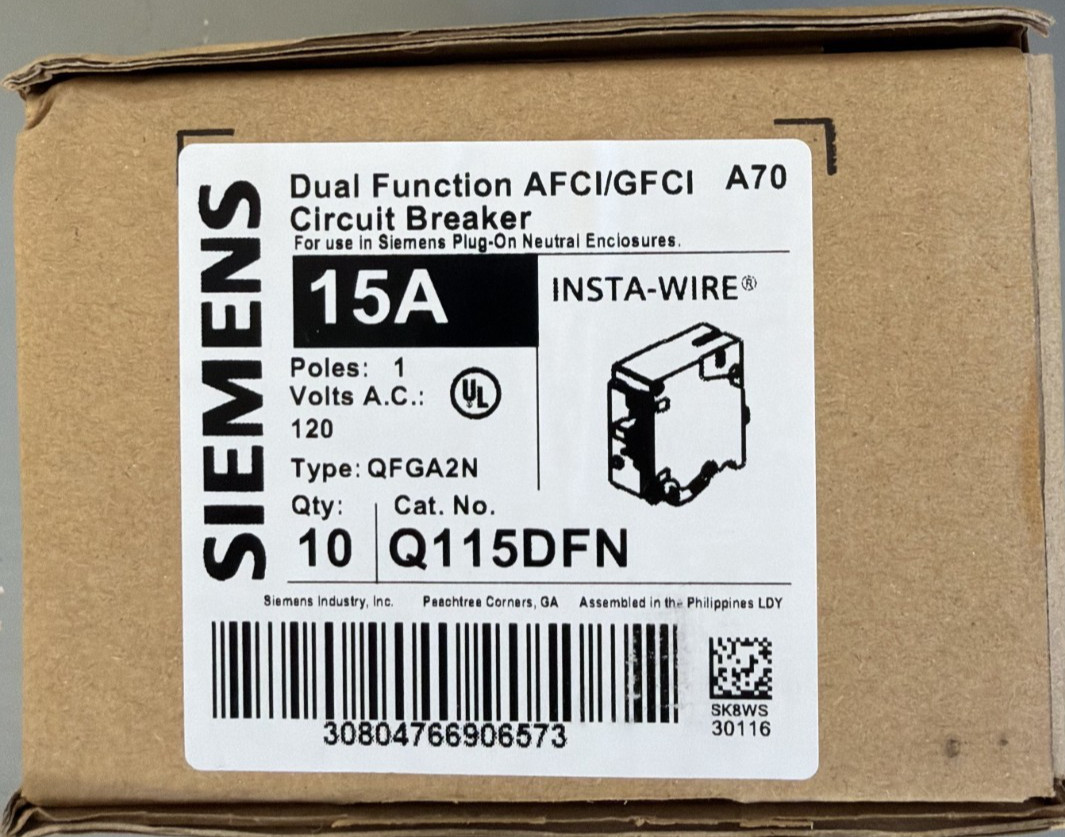 SIEMENS
Dual Function AFCI/GFCI A70
Circuit Breaker
For use in Siemens Plug-On Neutral Enclosures.
15A
INSTA-WIRE®
Poles: 1
Volts A.C.:
120
UL
Type: QFGA2N
Qty: Cat. No.
10 Q115DFN
Siemens Industry, Inc. Peachtree Corners, GA Assembled in the Philippines LDY
30804766906573
SK8WS
30116